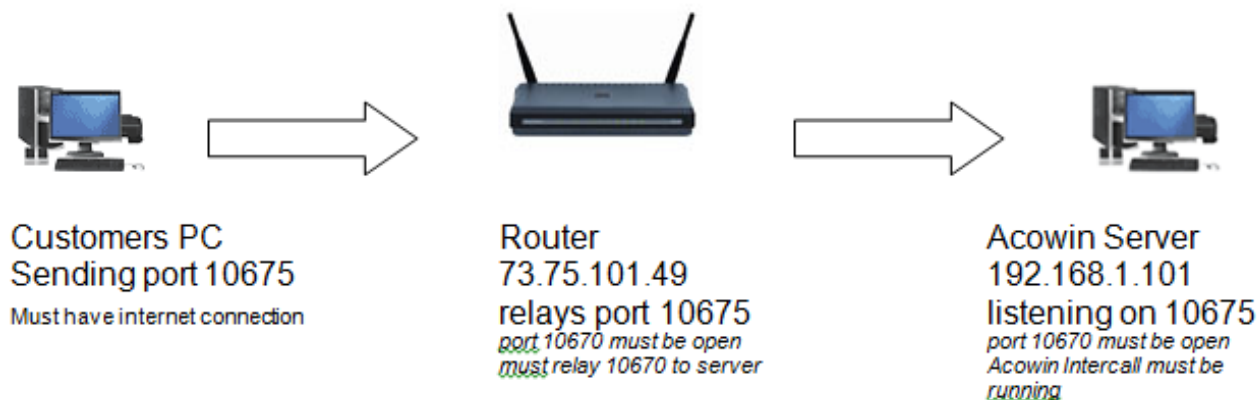 Customers PC
Sending port 10675
Must have internet connection
Router
73.75.101.49
relays port 10675
port 10670 must be open
must relay 10670 to server
Acowin Server
192.168.1.101
listening on 10675
port 10670 must be open
Acowin Intercall must be
running